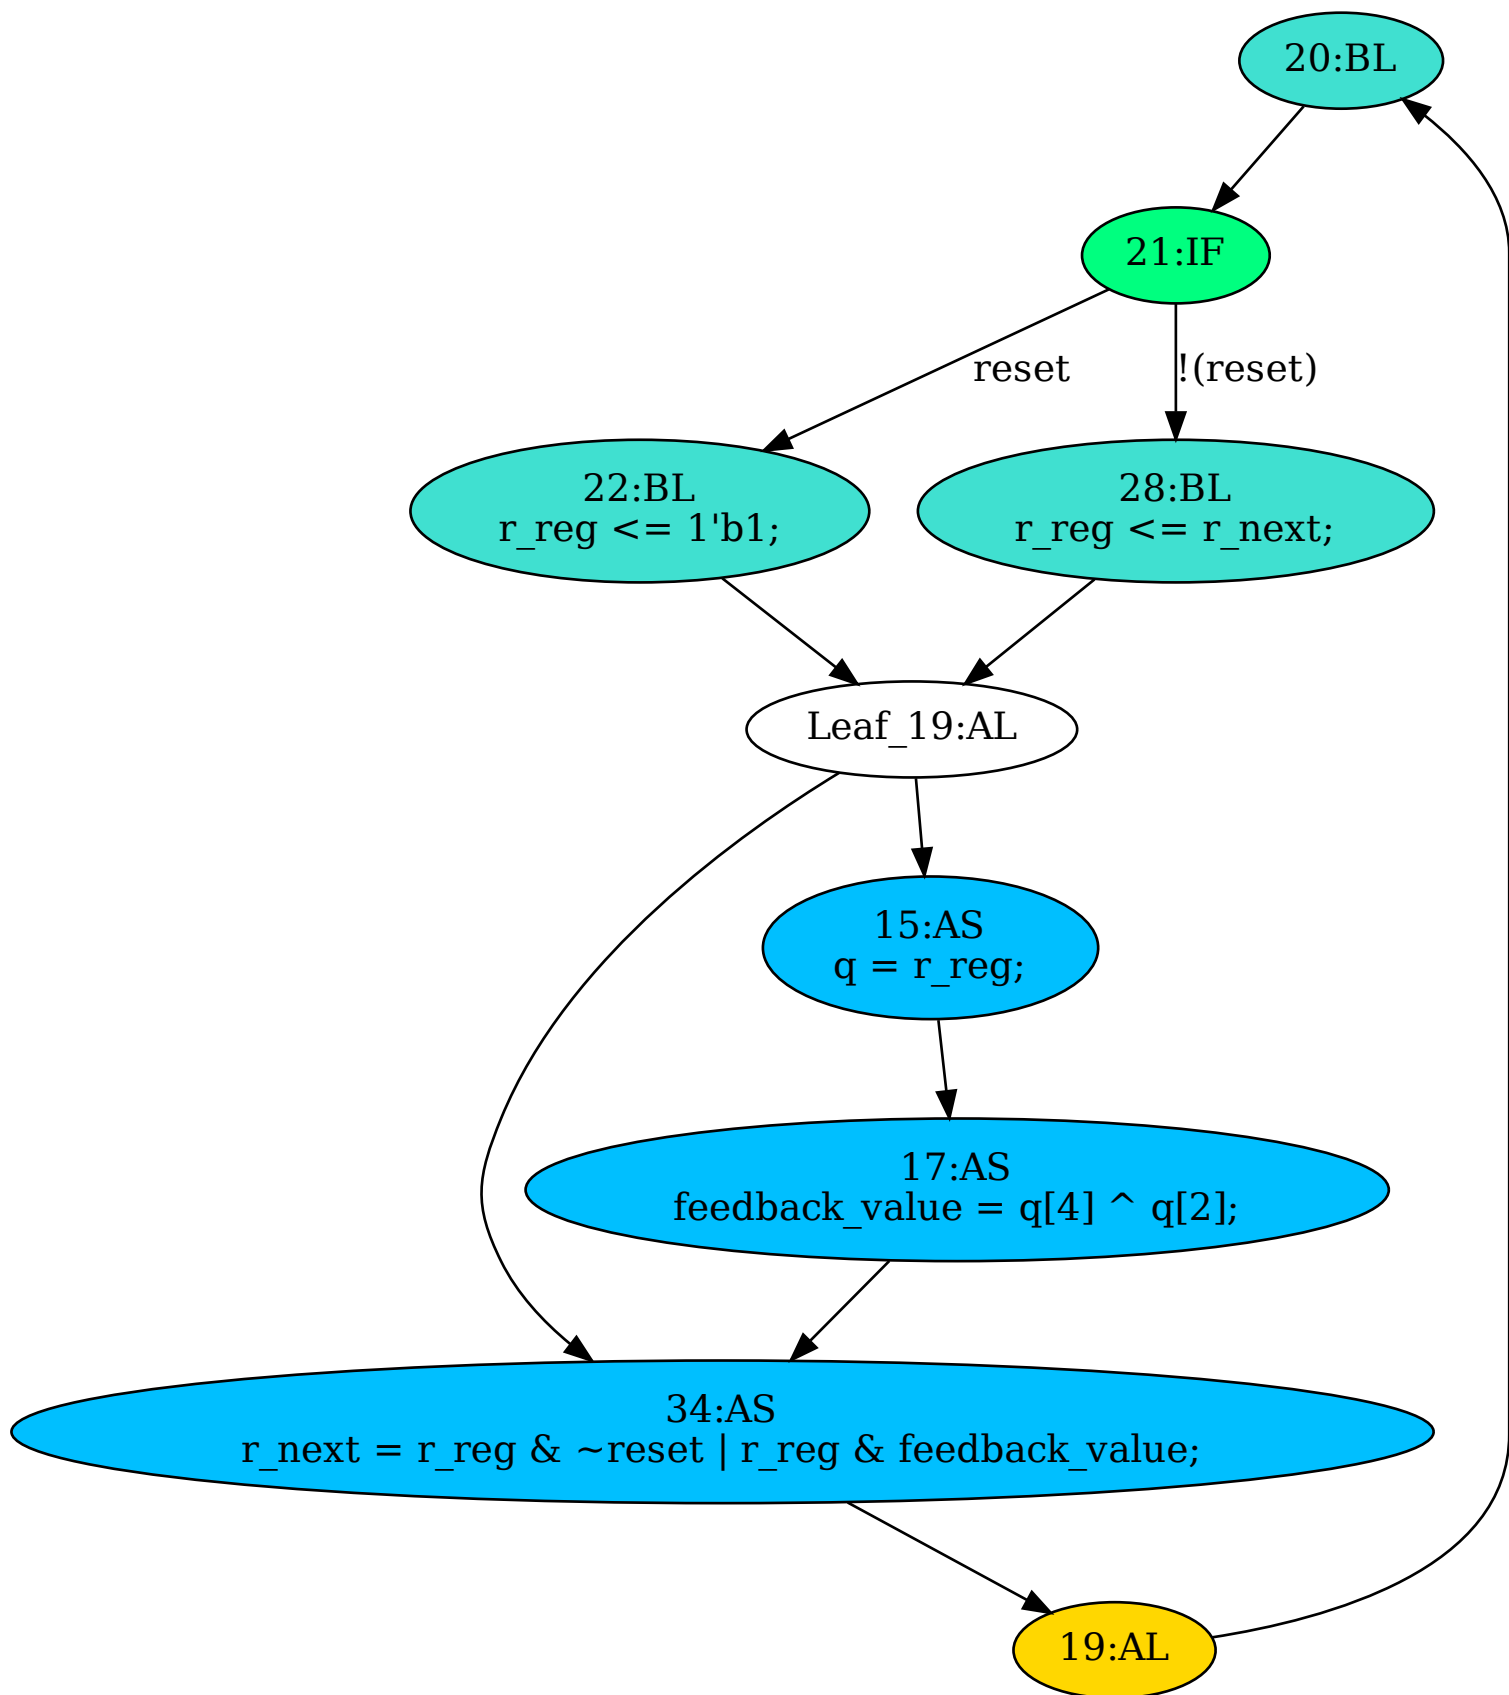 20:BL
21:IF
reset
!(reset)
22:BL
r_reg <= 1'b1;
28:BL
r_reg <= r_next;
Leaf_19:AL
15:AS
q = r_reg;
17:AS
feedback_value = q[4] ^ q[2];
34:AS
r_next = r_reg & ~reset | r_reg & feedback_value;
19:AL